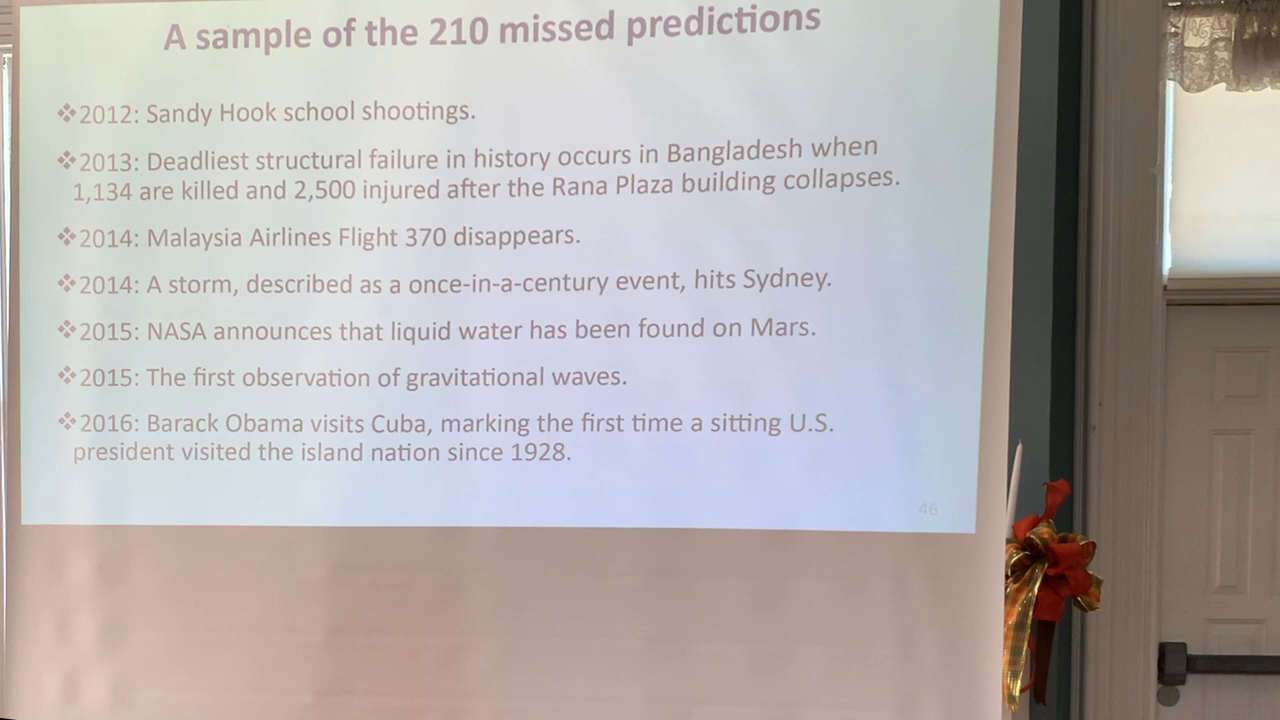 A sample of the 210 missed predictions
❖2012: Sandy Hook school shootings.
❖2013: Deadliest structural failure in history occurs in Bangladesh when
1,134 are killed and 2,500 injured after the Rana Plaza building collapses.
❖2014: Malaysia Airlines Flight 370 disappears.
❖2014: A storm, described as a once-in-a-century event, hits Sydney.
❖2015: NASA announces that liquid water has been found on Mars.
❖2015: The first observation of gravitational waves.
❖2016: Barack Obama visits Cuba, marking the first time a sitting U.S.
president visited the island nation since 1928.
46